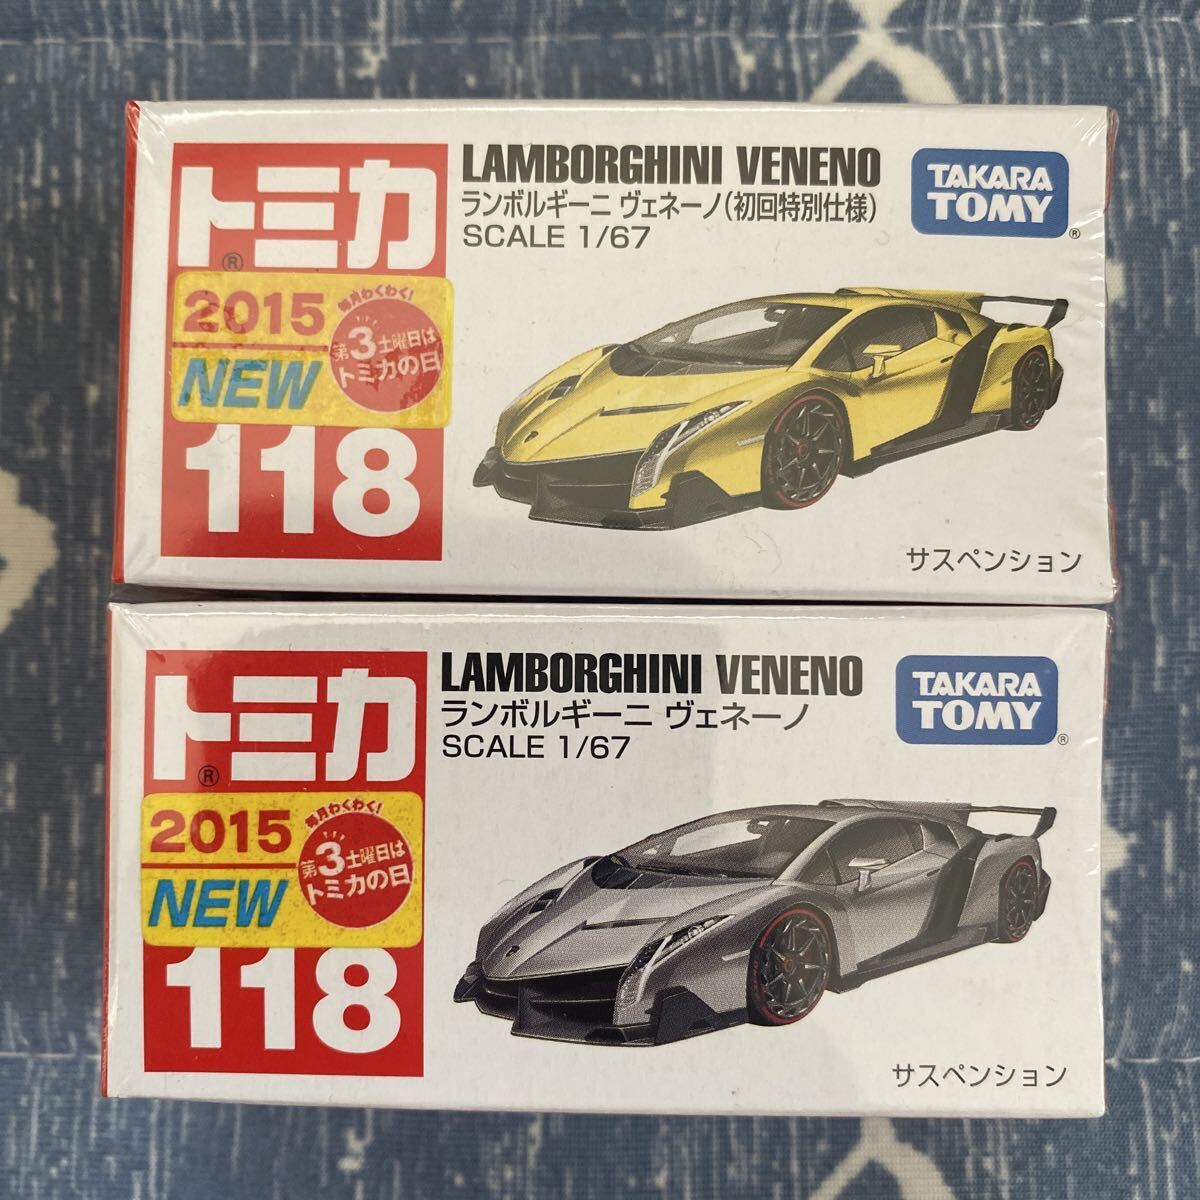 トミカ®
2015
NEW
毎月わくわく!
第3土曜日は
トミカの日
118
LAMBORGHINI VENENO
ランボルギーニ ヴェネーノ(初回特別仕様)
SCALE 1/67
TAKARA
TOMY®
サスペンション
トミカ®
2015
NEW
毎月わくわく!
第3土曜日は
トミカの日
118
LAMBORGHINI VENENO
ランボルギーニ ヴェネーノ
SCALE 1/67
TAKARA
TOMY®
サスペンション